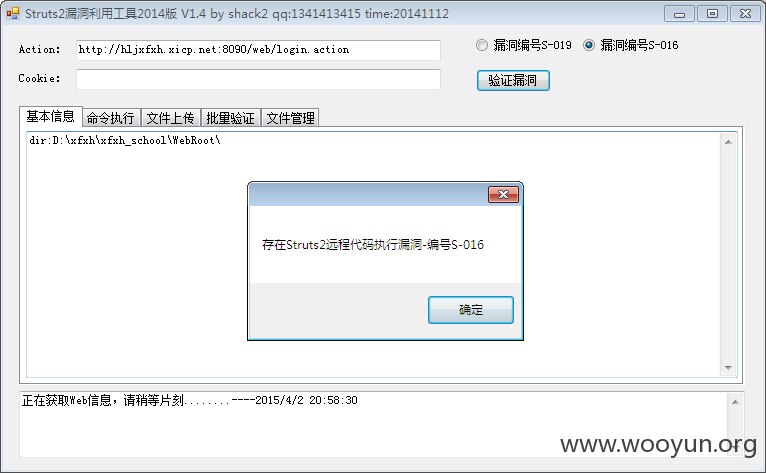 Struts2漏洞利用工具2014版 V1.4 by shack2 qq:1341413415 time:20141112
Action: http://hljxfxh.xicp.net:8090/web/login.action 漏洞编号S-019 漏洞编号S-016
Cookie: 验证漏洞
基本信息 命令执行 文件上传 批量验证 文件管理
dir:D:\xfxh\xfxh_school\WebRoot\
存在Struts2远程代码执行漏洞-编号S-016
确定
正在获取Web信息，请稍等片刻........----2015/4/2 20:58:30
www.wooyun.org